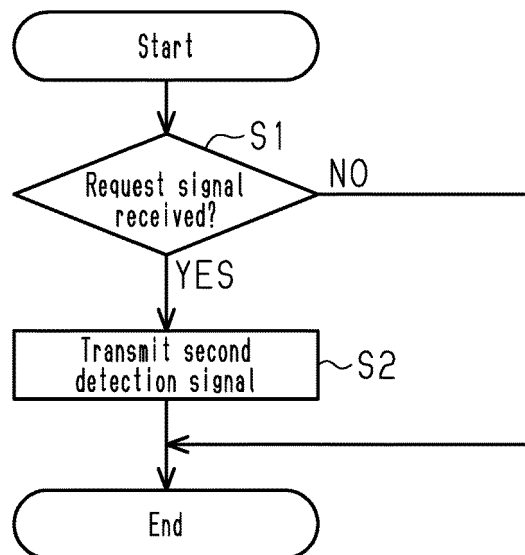 Start
S1
Request signal
received?
NO
YES
Transmit second
detection signal
S2
End